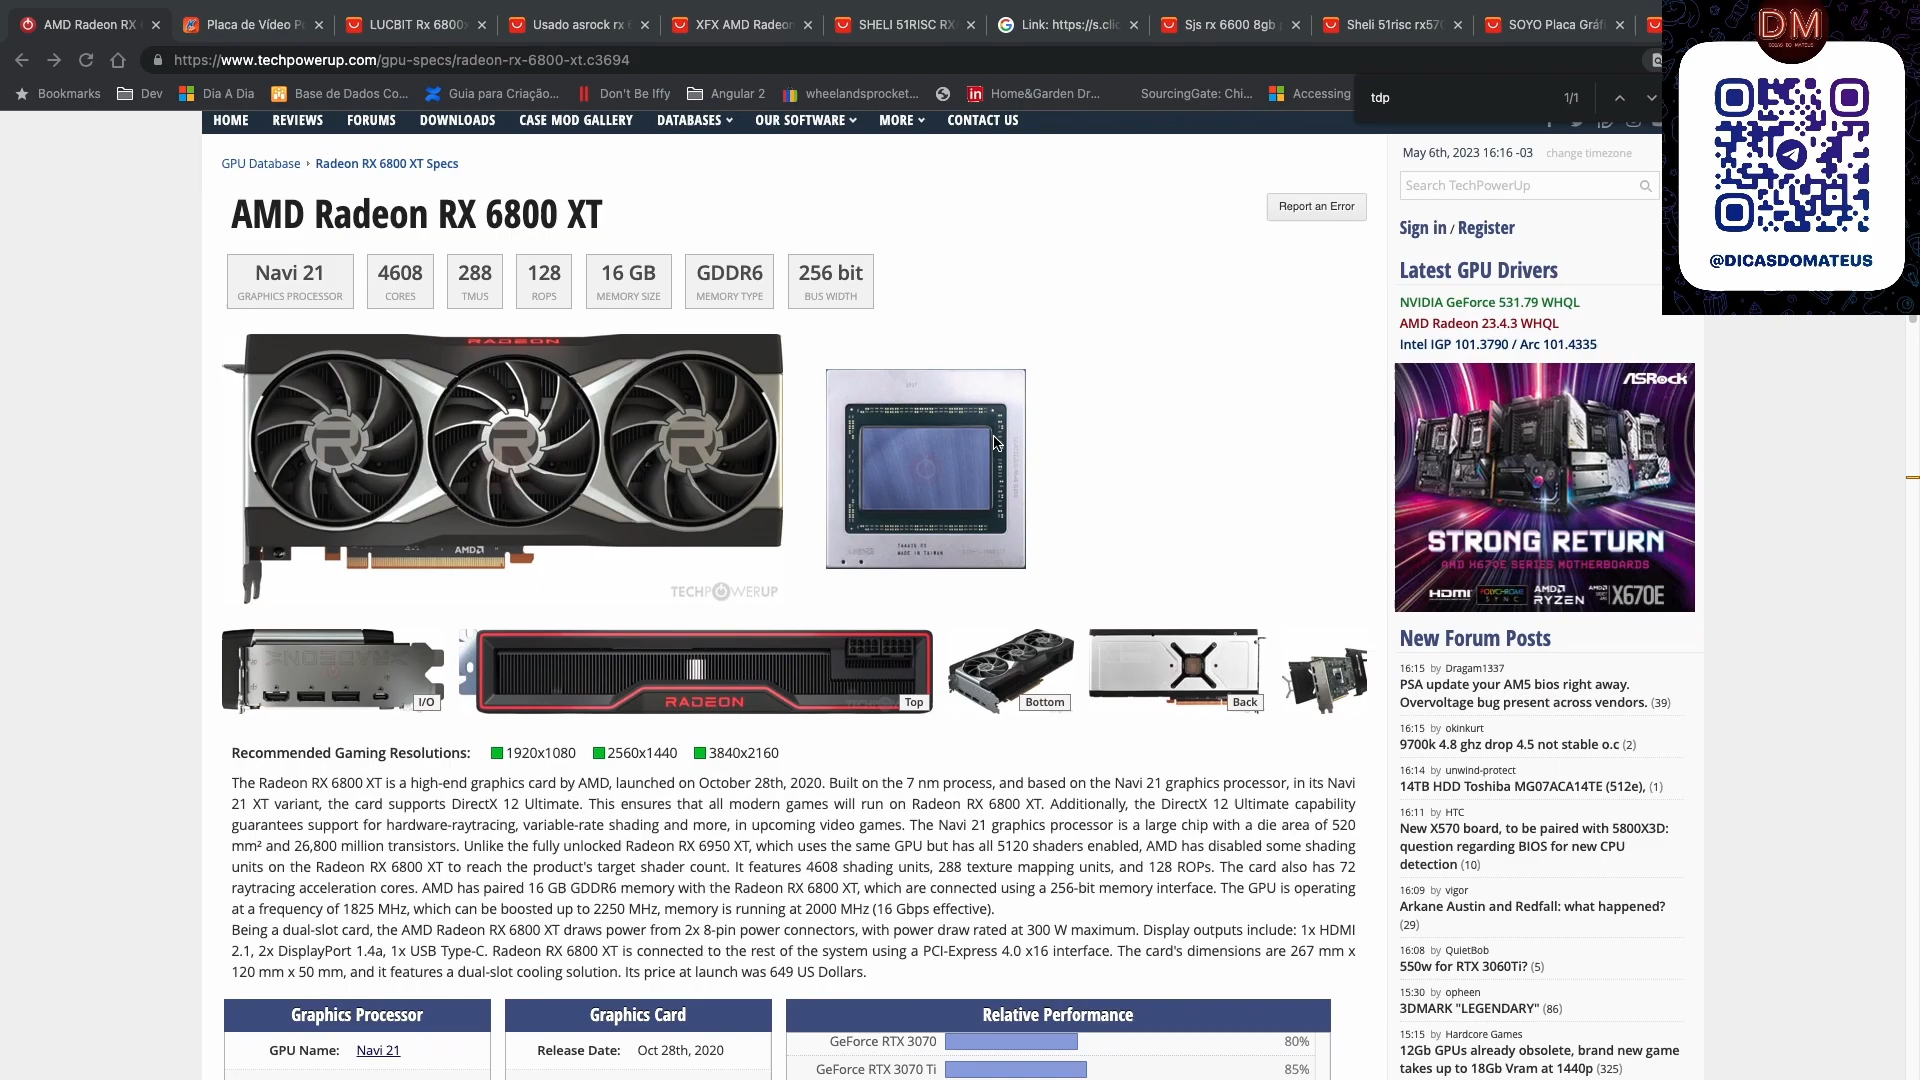 AMD Radeon RX
Placa de Vídeo P
LUCBIT Rx 6800
Usado asrock rx 6
XFX AMD Radeon
SHELI 51RISC RX
Link: https://s.clic
Sjs rx 6600 8gb
Sheli 51risc rx57
SOYO Placa Gráfi
https://www.techpowerup.com/gpu-specs/radeon-rx-6800-xt.c3694
Bookmarks
Dev
Dia A Dia
Base de Dados Co...
Guia para Criação...
Don't Be Iffy
Angular 2
wheelandsprocket...
Home&Garden Dr...
SourcingGate: Chi...
Accessing
tdp
1/1
DM
DICAS DO MATEUS
@DICASDOMATEUS
HOME
REVIEWS
FORUMS
DOWNLOADS
CASE MOD GALLERY
DATABASES
OUR SOFTWARE
MORE
CONTACT US
GPU Database › Radeon RX 6800 XT Specs
AMD Radeon RX 6800 XT
Report an Error
Navi 21
GRAPHICS PROCESSOR
4608
CORES
288
TMUS
128
ROPS
16 GB
MEMORY SIZE
GDDR6
MEMORY TYPE
256 bit
BUS WIDTH
RADEON
AMD
TECHPOWERUP
MADE IN TAIWAN
I/O
RADEON
Top
Bottom
Back
Recommended Gaming Resolutions:
1920x1080
2560x1440
3840x2160
The Radeon RX 6800 XT is a high-end graphics card by AMD, launched on October 28th, 2020. Built on the 7 nm process, and based on the Navi 21 graphics processor, in its Navi
21 XT variant, the card supports DirectX 12 Ultimate. This ensures that all modern games will run on Radeon RX 6800 XT. Additionally, the DirectX 12 Ultimate capability
guarantees support for hardware-raytracing, variable-rate shading and more, in upcoming video games. The Navi 21 graphics processor is a large chip with a die area of 520
mm² and 26,800 million transistors. Unlike the fully unlocked Radeon RX 6950 XT, which uses the same GPU but has all 5120 shaders enabled, AMD has disabled some shading
units on the Radeon RX 6800 XT to reach the product's target shader count. It features 4608 shading units, 288 texture mapping units, and 128 ROPs. The card also has 72
raytracing acceleration cores. AMD has paired 16 GB GDDR6 memory with the Radeon RX 6800 XT, which are connected using a 256-bit memory interface. The GPU is operating
at a frequency of 1825 MHz, which can be boosted up to 2250 MHz, memory is running at 2000 MHz (16 Gbps effective).
Being a dual-slot card, the AMD Radeon RX 6800 XT draws power from 2x 8-pin power connectors, with power draw rated at 300 W maximum. Display outputs include: 1x HDMI
2.1, 2x DisplayPort 1.4a, 1x USB Type-C. Radeon RX 6800 XT is connected to the rest of the system using a PCI-Express 4.0 x16 interface. The card's dimensions are 267 mm x
120 mm x 50 mm, and it features a dual-slot cooling solution. Its price at launch was 649 US Dollars.
Graphics Processor
GPU Name: Navi 21
Graphics Card
Release Date: Oct 28th, 2020
Relative Performance
GeForce RTX 3070 80%
GeForce RTX 3070 Ti 85%
May 6th, 2023 16:16 -03 change timezone
Search TechPowerUp
Sign in / Register
Latest GPU Drivers
NVIDIA GeForce 531.79 WHQL
AMD Radeon 23.4.3 WHQL
Intel IGP 101.3790 / Arc 101.4335
ASRock
STRONG RETURN
AMD X670E SERIES MOTHERBOARDS
HDMI
POLYCHROME SYNC
AMD RYZEN
AMD X670E
New Forum Posts
16:15 by Dragam1337
PSA update your AM5 bios right away.
Overvoltage bug present across vendors. (39)
16:15 by okinkurt
9700k 4.8 ghz drop 4.5 not stable o.c (2)
16:14 by unwind-protect
14TB HDD Toshiba MG07ACA14TE (512e), (1)
16:11 by HTC
New X570 board, to be paired with 5800X3D:
question regarding BIOS for new CPU
detection (10)
16:09 by vigor
Arkane Austin and Redfall: what happened?
(29)
16:08 by QuietBob
550w for RTX 3060Ti? (5)
15:30 by opheen
3DMARK "LEGENDARY" (86)
15:15 by Hardcore Games
12Gb GPUs already obsolete, brand new game
takes up to 18Gb Vram at 1440p (325)